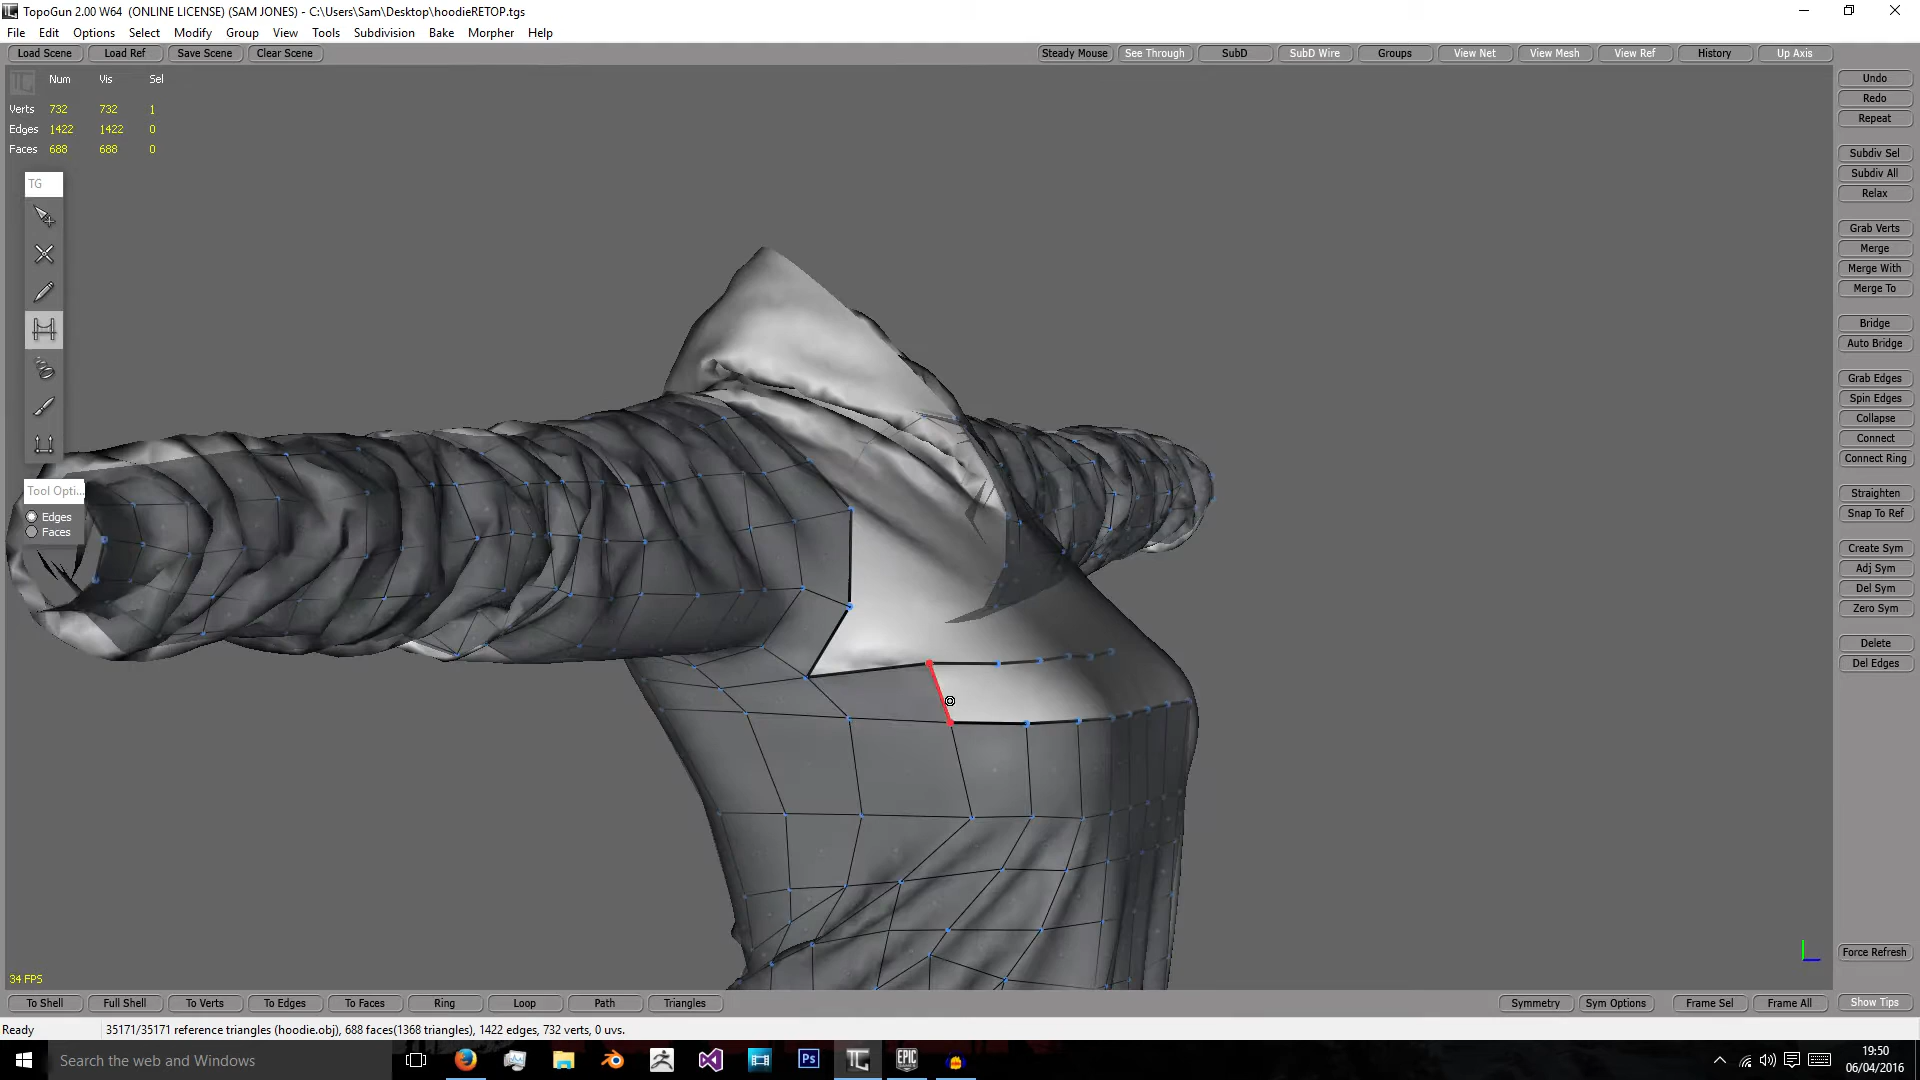 TopoGun 2.00 W64 (ONLINE LICENSE) (SAM JONES) - C:\Users\Sam\Desktop\hoodieRETOP.tgs
File Edit Options Select Modify Group View Tools Subdivision Bake Morpher Help
Load Scene Load Ref Save Scene Clear Scene Steady Mouse See Through SubD SubD Wire Groups View Net View Mesh View Ref History Up Axis
Num Vis Sel
Verts 732 732 1
Edges 1422 1422 0
Faces 688 688 0
TG
Tool Opti...
Edges
Faces
Undo
Redo
Repeat
Subdiv Sel
Subdiv All
Relax
Grab Verts
Merge
Merge With
Merge To
Bridge
Auto Bridge
Grab Edges
Spin Edges
Collapse
Connect
Connect Ring
Straighten
Snap To Ref
Create Sym
Adj Sym
Del Sym
Zero Sym
Delete
Del Edges
Force Refresh
34 FPS
To Shell Full Shell To Verts To Edges To Faces Ring Loop Path Triangles Symmetry Sym Options Frame Sel Frame All Show Tips
Ready 35171/35171 reference triangles (hoodie.obj), 688 faces(1368 triangles), 1422 edges, 732 verts, 0 uvs.
Search the web and Windows
Ps
EPIC
GAMES
19:50
06/04/2016